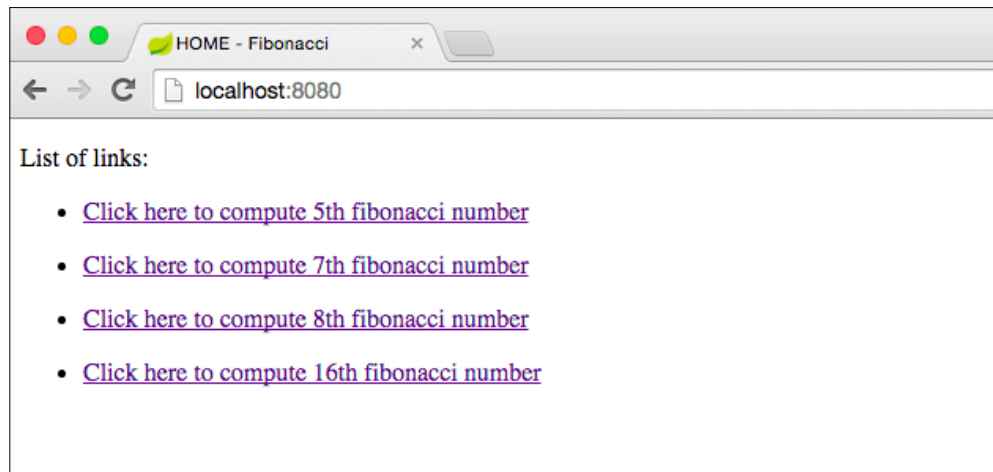 HOME - Fibonacci
localhost:8080
List of links:
Click here to compute 5th fibonacci number
Click here to compute 7th fibonacci number
Click here to compute 8th fibonacci number
Click here to compute 16th fibonacci number